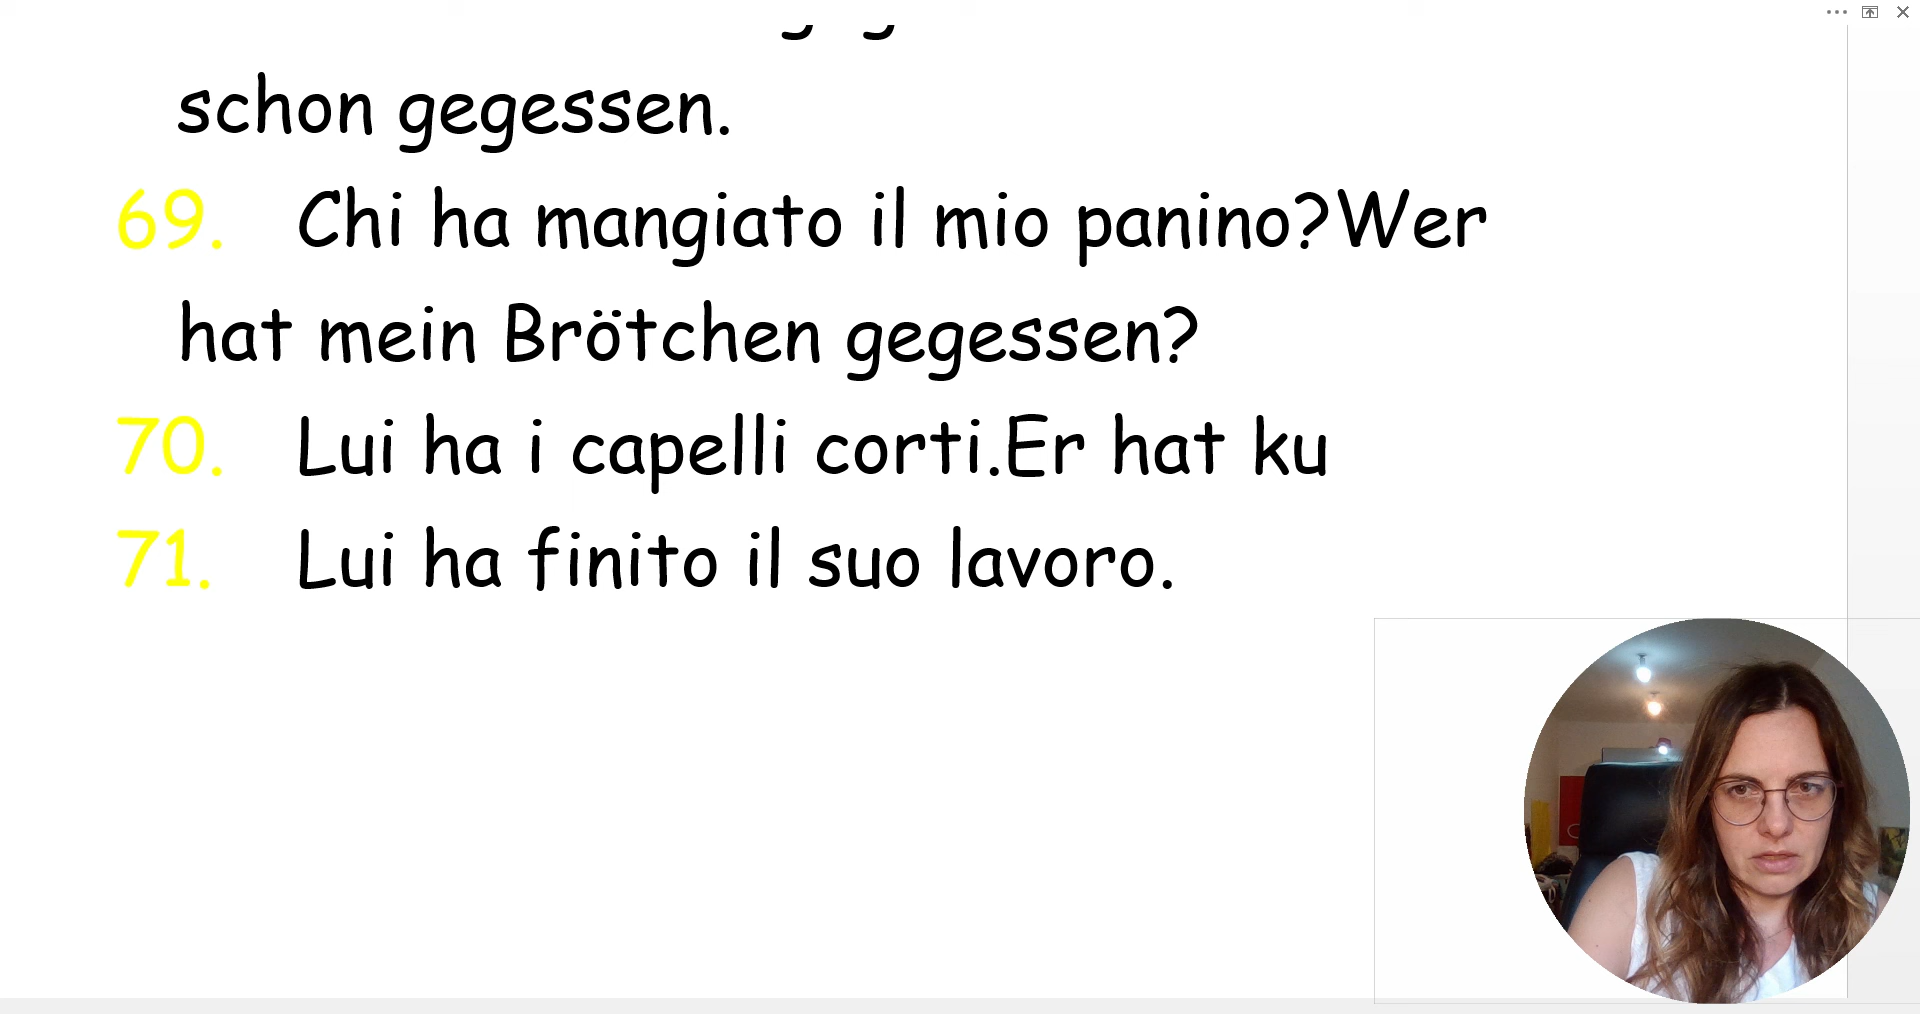 schon gegessen.
69. Chi ha mangiato il mio panino?Wer
hat mein Brötchen gegessen?
70. Lui ha i capelli corti.Er hat ku
71. Lui ha finito il suo lavoro.